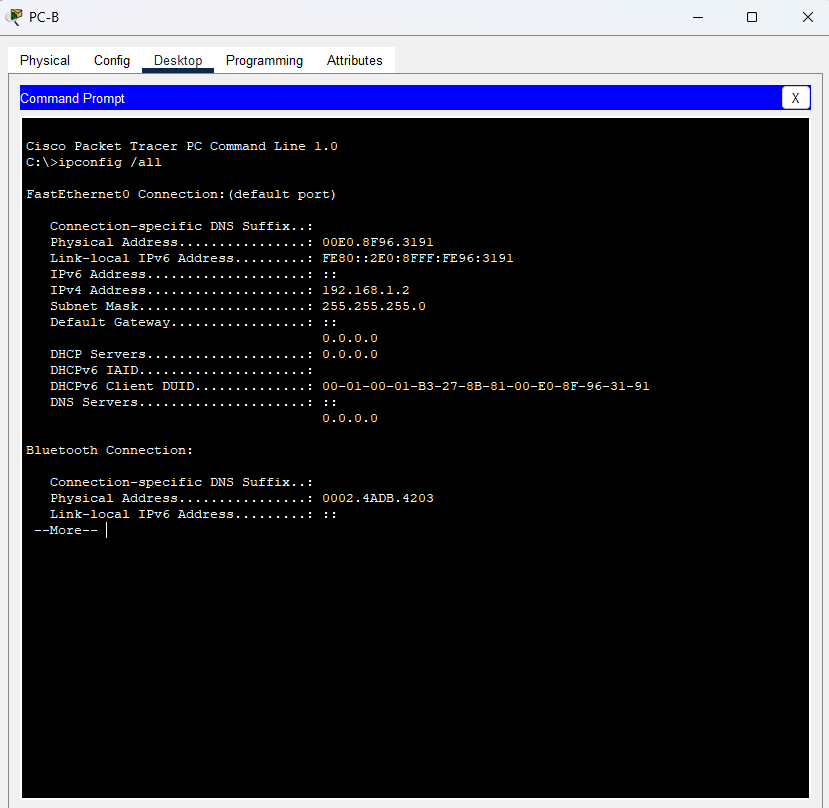 PC-B
Physical Config Desktop Programming Attributes
Command Prompt X
Cisco Packet Tracer PC Command Line 1.0
C:\>ipconfig /all
FastEthernet0 Connection:(default port)
Connection-specific DNS Suffix..:
Physical Address................: 00E0.8F96.3191
Link-local IPv6 Address.........: FE80::2E0:8FFF:FE96:3191
IPv6 Address....................: ::
IPv4 Address....................: 192.168.1.2
Subnet Mask.....................: 255.255.255.0
Default Gateway.................: ::
0.0.0.0
DHCP Servers....................: 0.0.0.0
DHCPv6 IAID.....................:
DHCPv6 Client DUID..............: 00-01-00-01-B3-27-8B-81-00-E0-8F-96-31-91
DNS Servers.....................: ::
0.0.0.0
Bluetooth Connection:
Connection-specific DNS Suffix..:
Physical Address................: 0002.4ADB.4203
Link-local IPv6 Address.........: ::
--More--